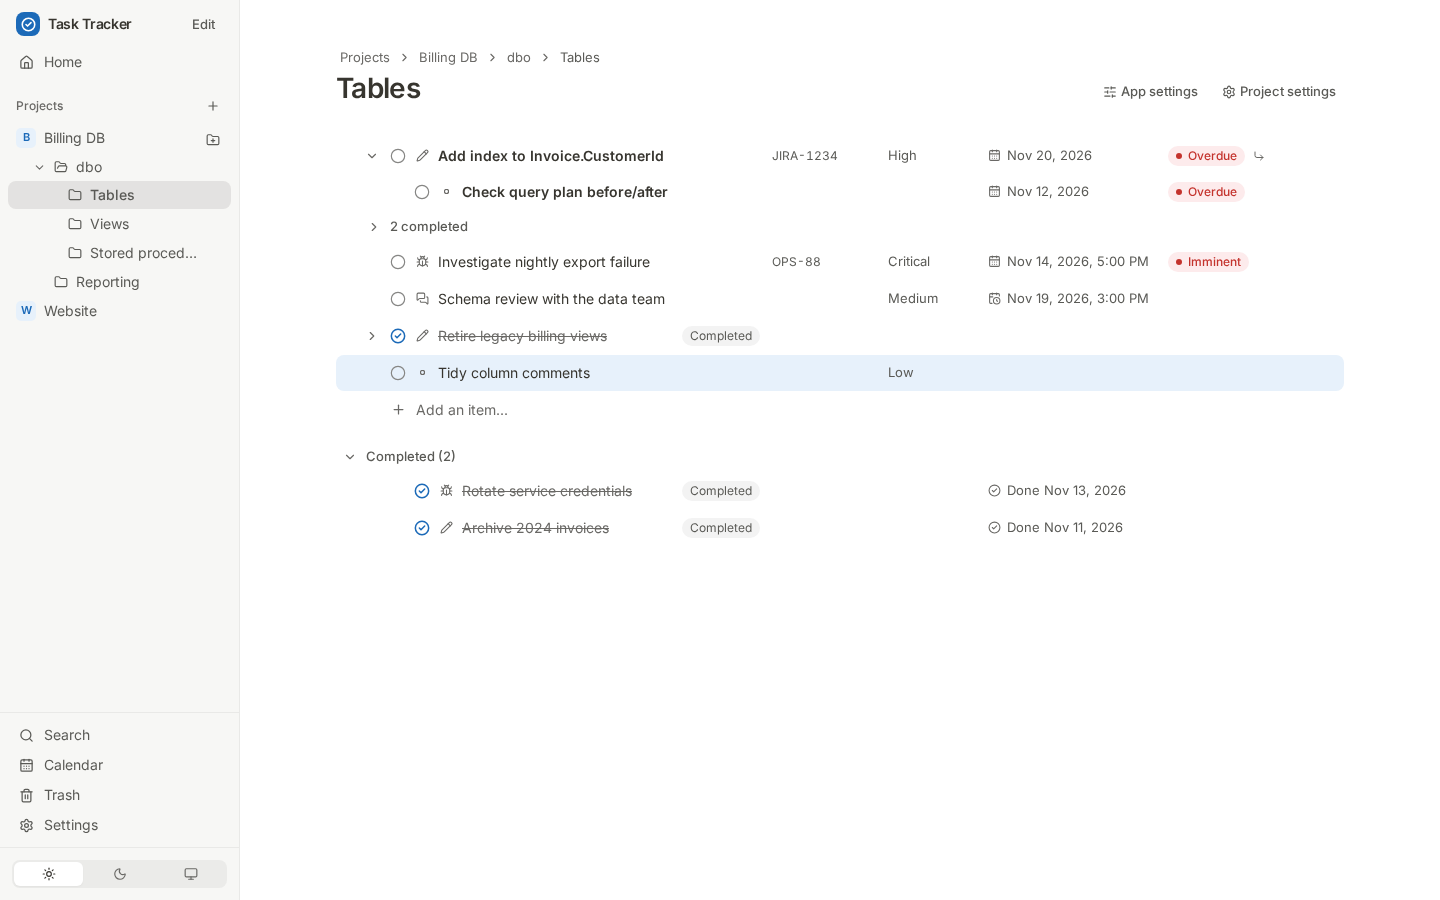 Task Tracker
Edit
Home
Projects
B Billing DB
dbo
Tables
Views
Stored proced...
Reporting
W Website
Search
Calendar
Trash
Settings
Projects > Billing DB > dbo > Tables
Tables
App settings
Project settings
Add index to Invoice.CustomerId JIRA-1234 High Nov 20, 2026 Overdue
Check query plan before/after Nov 12, 2026 Overdue
2 completed
Investigate nightly export failure OPS-88 Critical Nov 14, 2026, 5:00 PM Imminent
Schema review with the data team Medium Nov 19, 2026, 3:00 PM
Retire legacy billing views Completed
Tidy column comments Low
Add an item...
Completed (2)
Rotate service credentials Completed Done Nov 13, 2026
Archive 2024 invoices Completed Done Nov 11, 2026